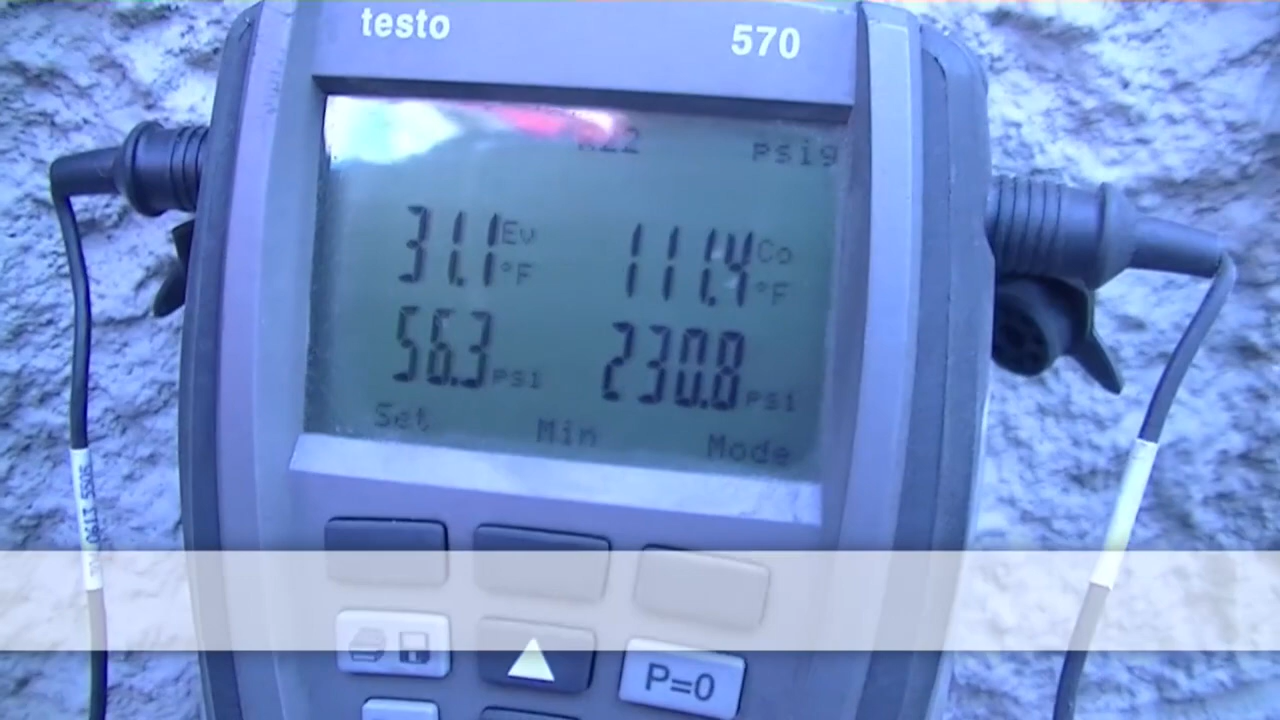 testo 570
R22 psig
31.1 Ev °F 111.4 Co °F
56.3 psi 230.8 psi
Set Min Mode
P=0